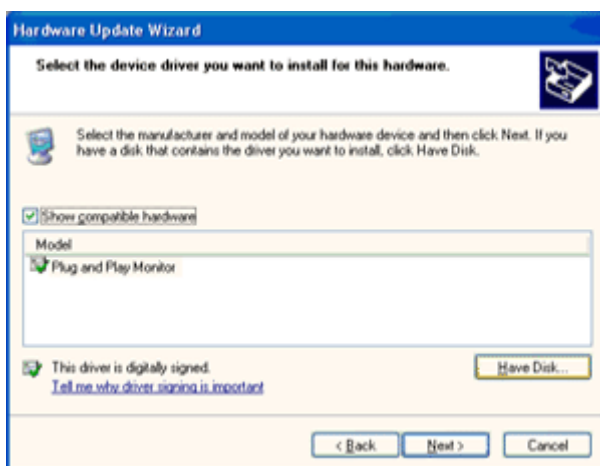 Hardware Update Wizard
Select the device driver you want to install for this hardware.
Select the manufacturer and model of your hardware device and then click Next. If you
have a disk that contains the driver you want to install, click Have Disk.
Show compatible hardware
Model
Plug and Play Monitor
This driver is digitally signed.
Have Disk...
Tell me why driver signing is important
< Back
Next >
Cancel